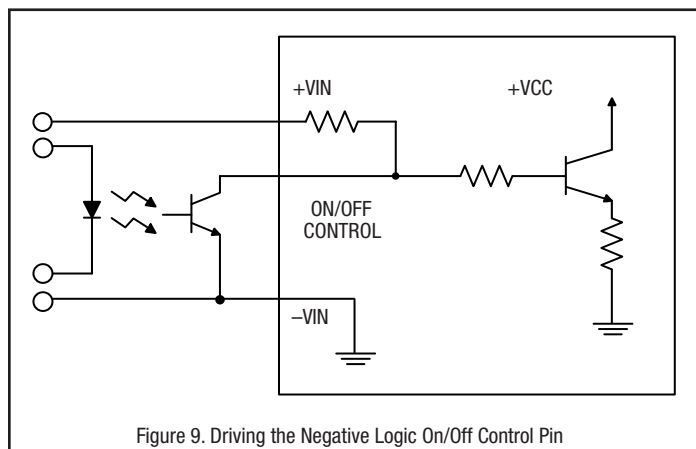 +VIN
+VCC
ON/OFF
CONTROL
–VIN
Figure 9. Driving the Negative Logic On/Off Control Pin